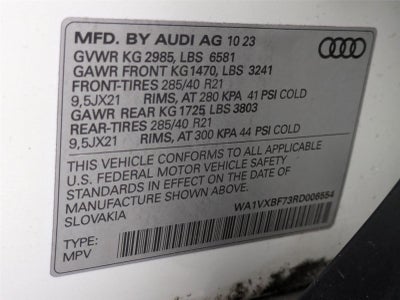 MFD. BY AUDI AG 10 23
GVWR KG 2985, LBS 6581
GAWR FRONT KG1470, LBS 3241
FRONT-TIRES 285/40 R21
9,5JX21 RIMS, AT 280 KPA 41 PSI COLD
GAWR REAR KG 1725, LBS 3803
REAR-TIRES 285/40 R21
9,5JX21 RIMS, AT 300 KPA 44 PSI COLD
THIS VEHICLE CONFORMS TO ALL APPLICABLE
U.S. FEDERAL MOTOR VEHICLE SAFETY
STANDARDS IN EFFECT ON THE DATE OF
MANUFACTURE SHOWN ABOVE.
SLOVAKIA
WA1VXBF73RD006554
TYPE:
MPV